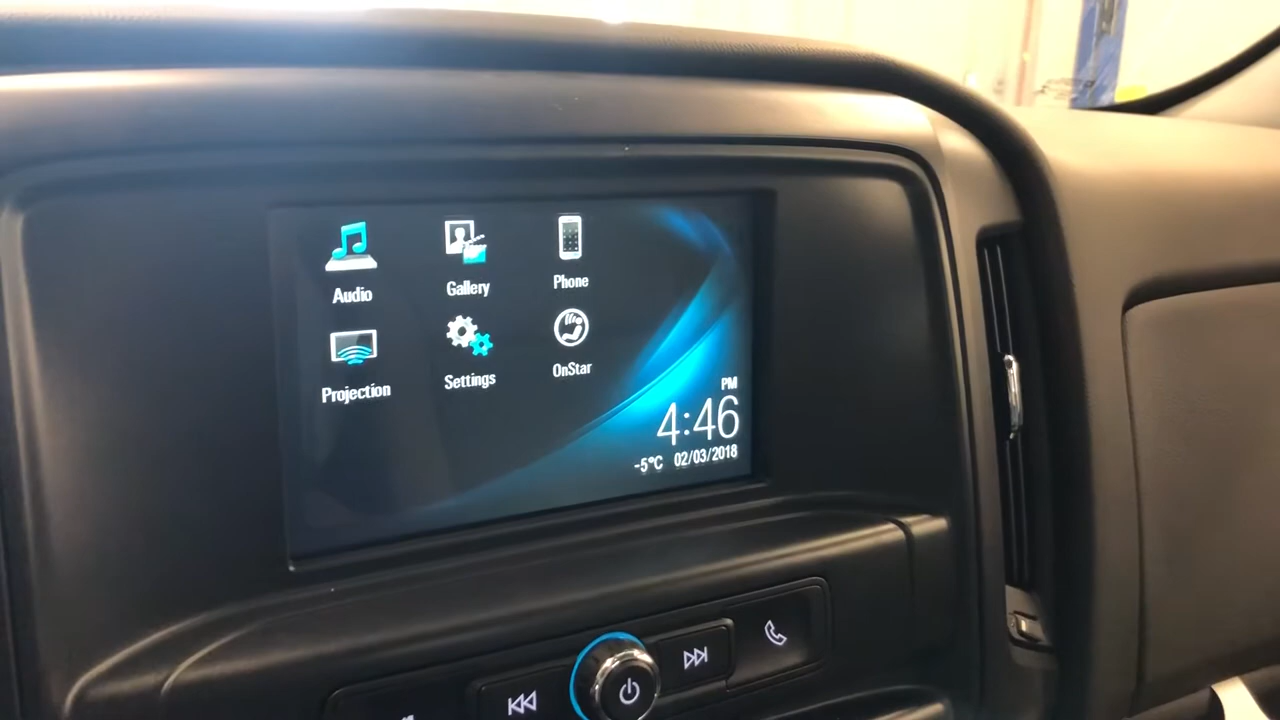 Audio
Gallery
Phone
Projection
Settings
OnStar
PM
4:46
-5°C 02/03/2018